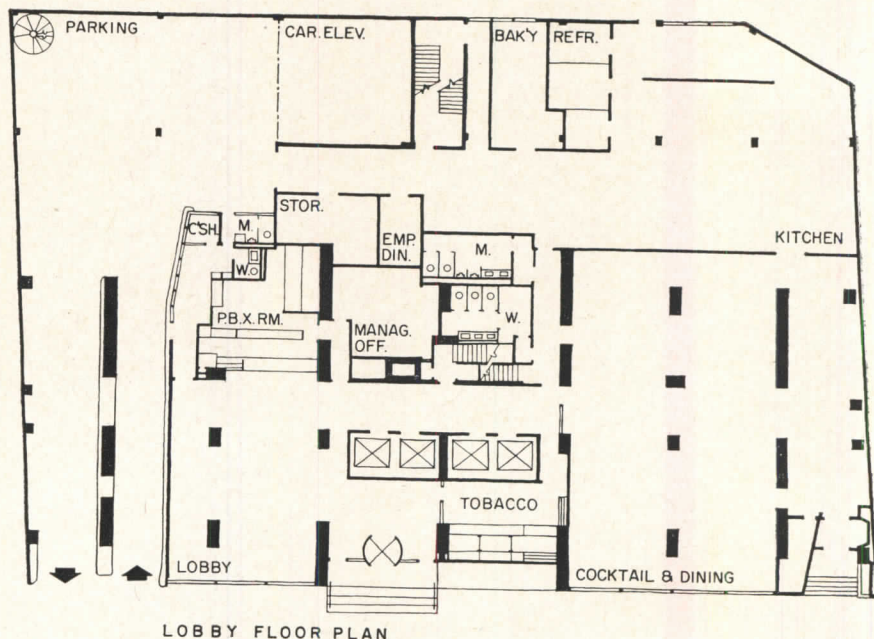 PARKING
CAR. ELEV.
BAK'Y
REFR.
C'SH.
M.
STOR.
EMP.
DIN.
M.
KITCHEN
W.
P.B.X. RM.
MANAG.
OFF.
W.
TOBACCO
LOBBY
COCKTAIL & DINING
LOBBY FLOOR PLAN